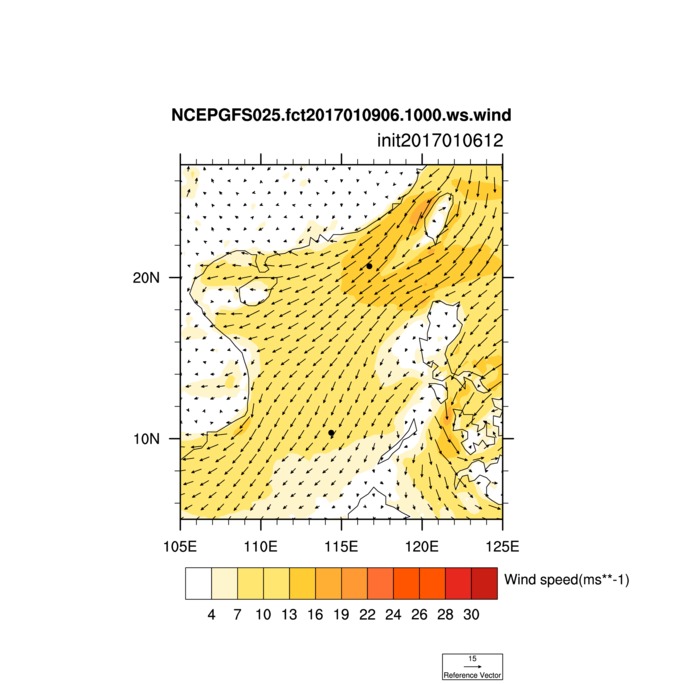 NCEPGFS025.fct2017010906.1000.ws.wind
init2017010612
20N
10N
105E 110E 115E 120E 125E
4 7 10 13 16 19 22 24 26 28 30
Wind speed(ms**-1)
15
Reference Vector